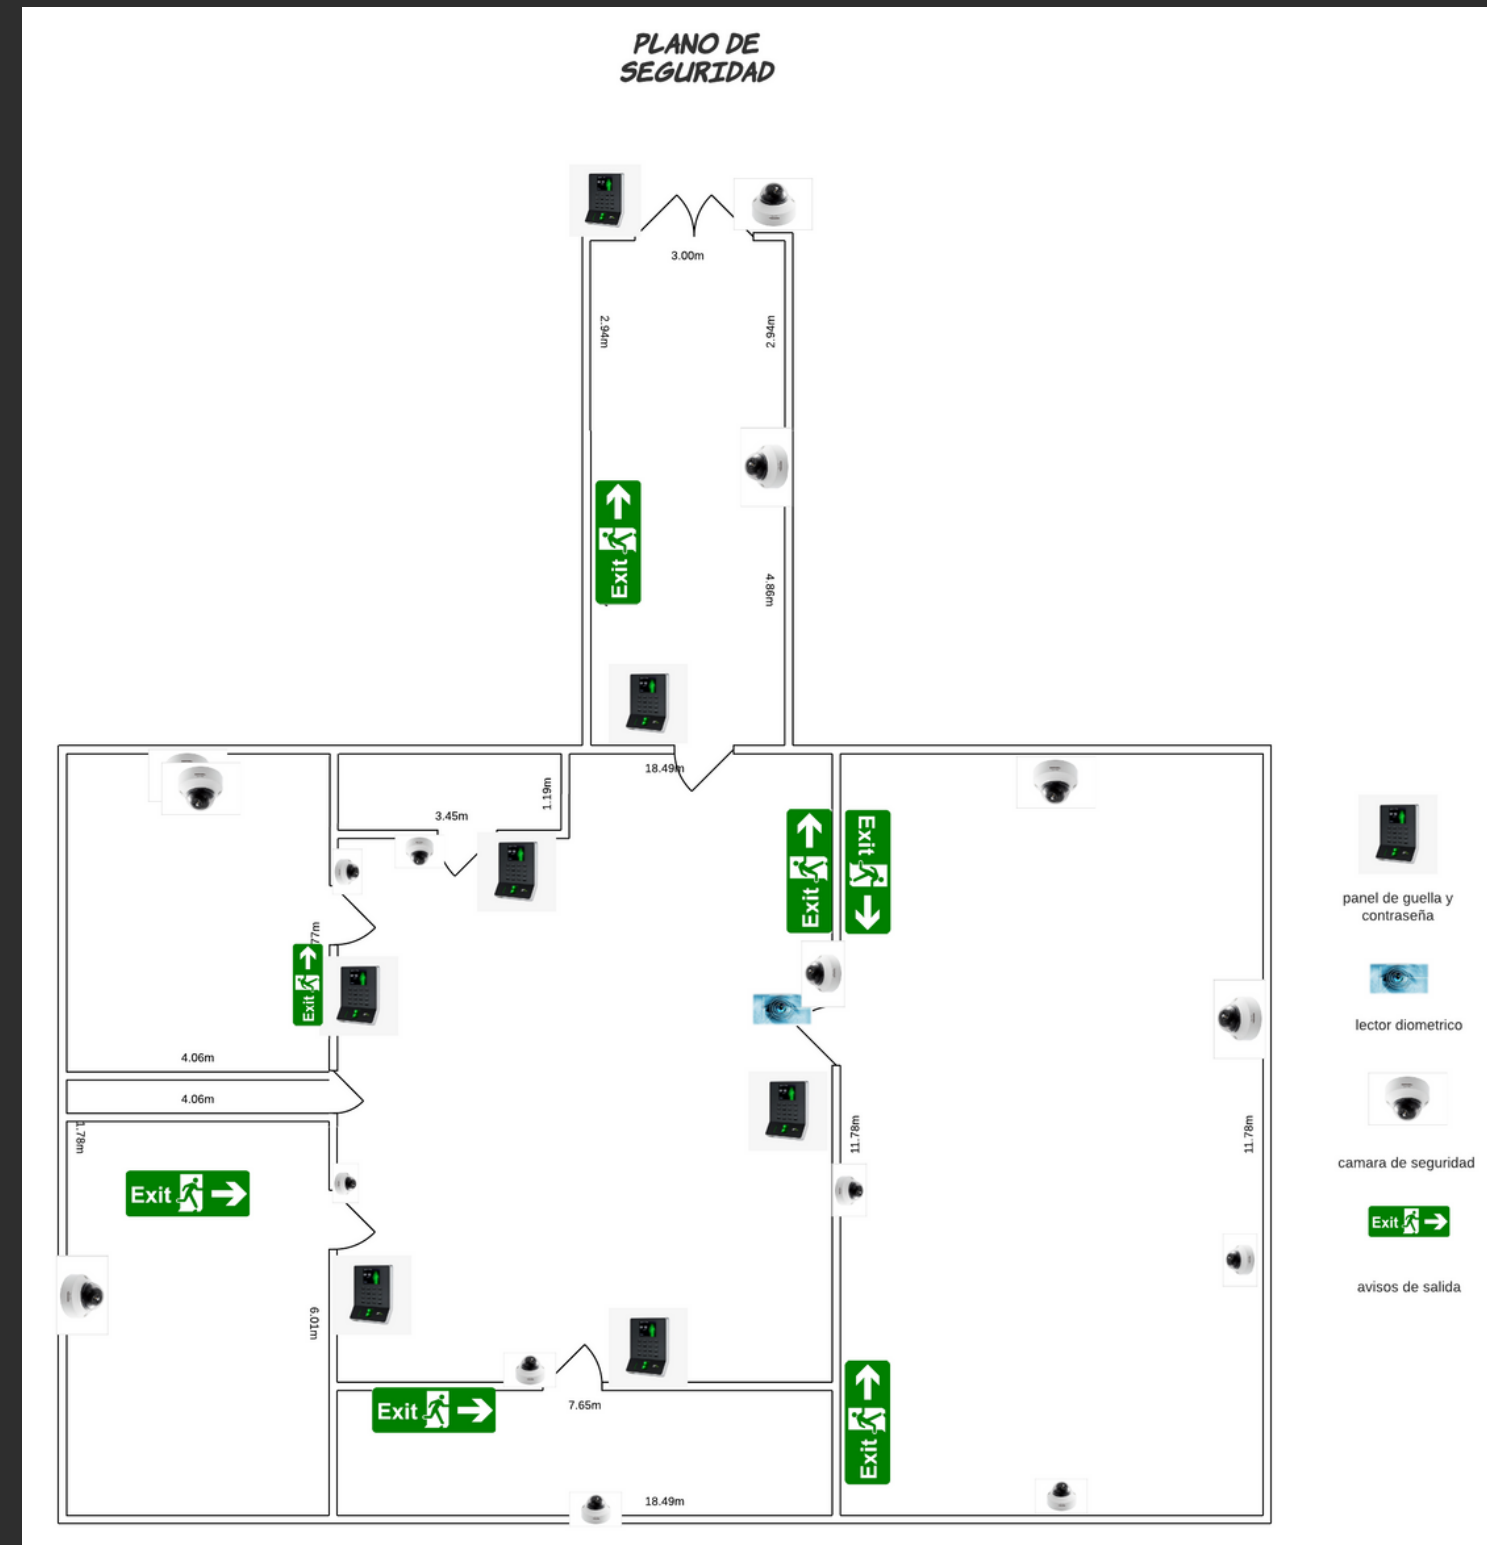 PLANO DE
SEGURIDAD
3.00m
2.94m
2.94m
Exit
4.86m
18.49m
1.19m
3.45m
Exit
Exit
77m
Exit
4.06m
4.06m
1.78m
11.78m
11.78m
Exit
6.01m
Exit
7.65m
Exit
18.49m
panel de guella y
contraseña
lector diometrico
camara de seguridad
Exit
avisos de salida